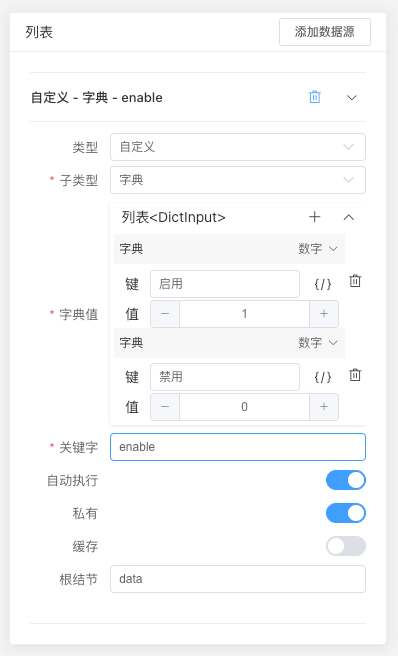 列表 添加数据源
自定义 - 字典 - enable
类型 自定义
* 子类型 字典
列表<DictInput>
字典 数字
键 启用 {/}
* 字典值 值 − 1 +
字典 数字
键 禁用 {/}
值 − 0 +
* 关键字 enable
自动执行
私有
缓存
根结节 data